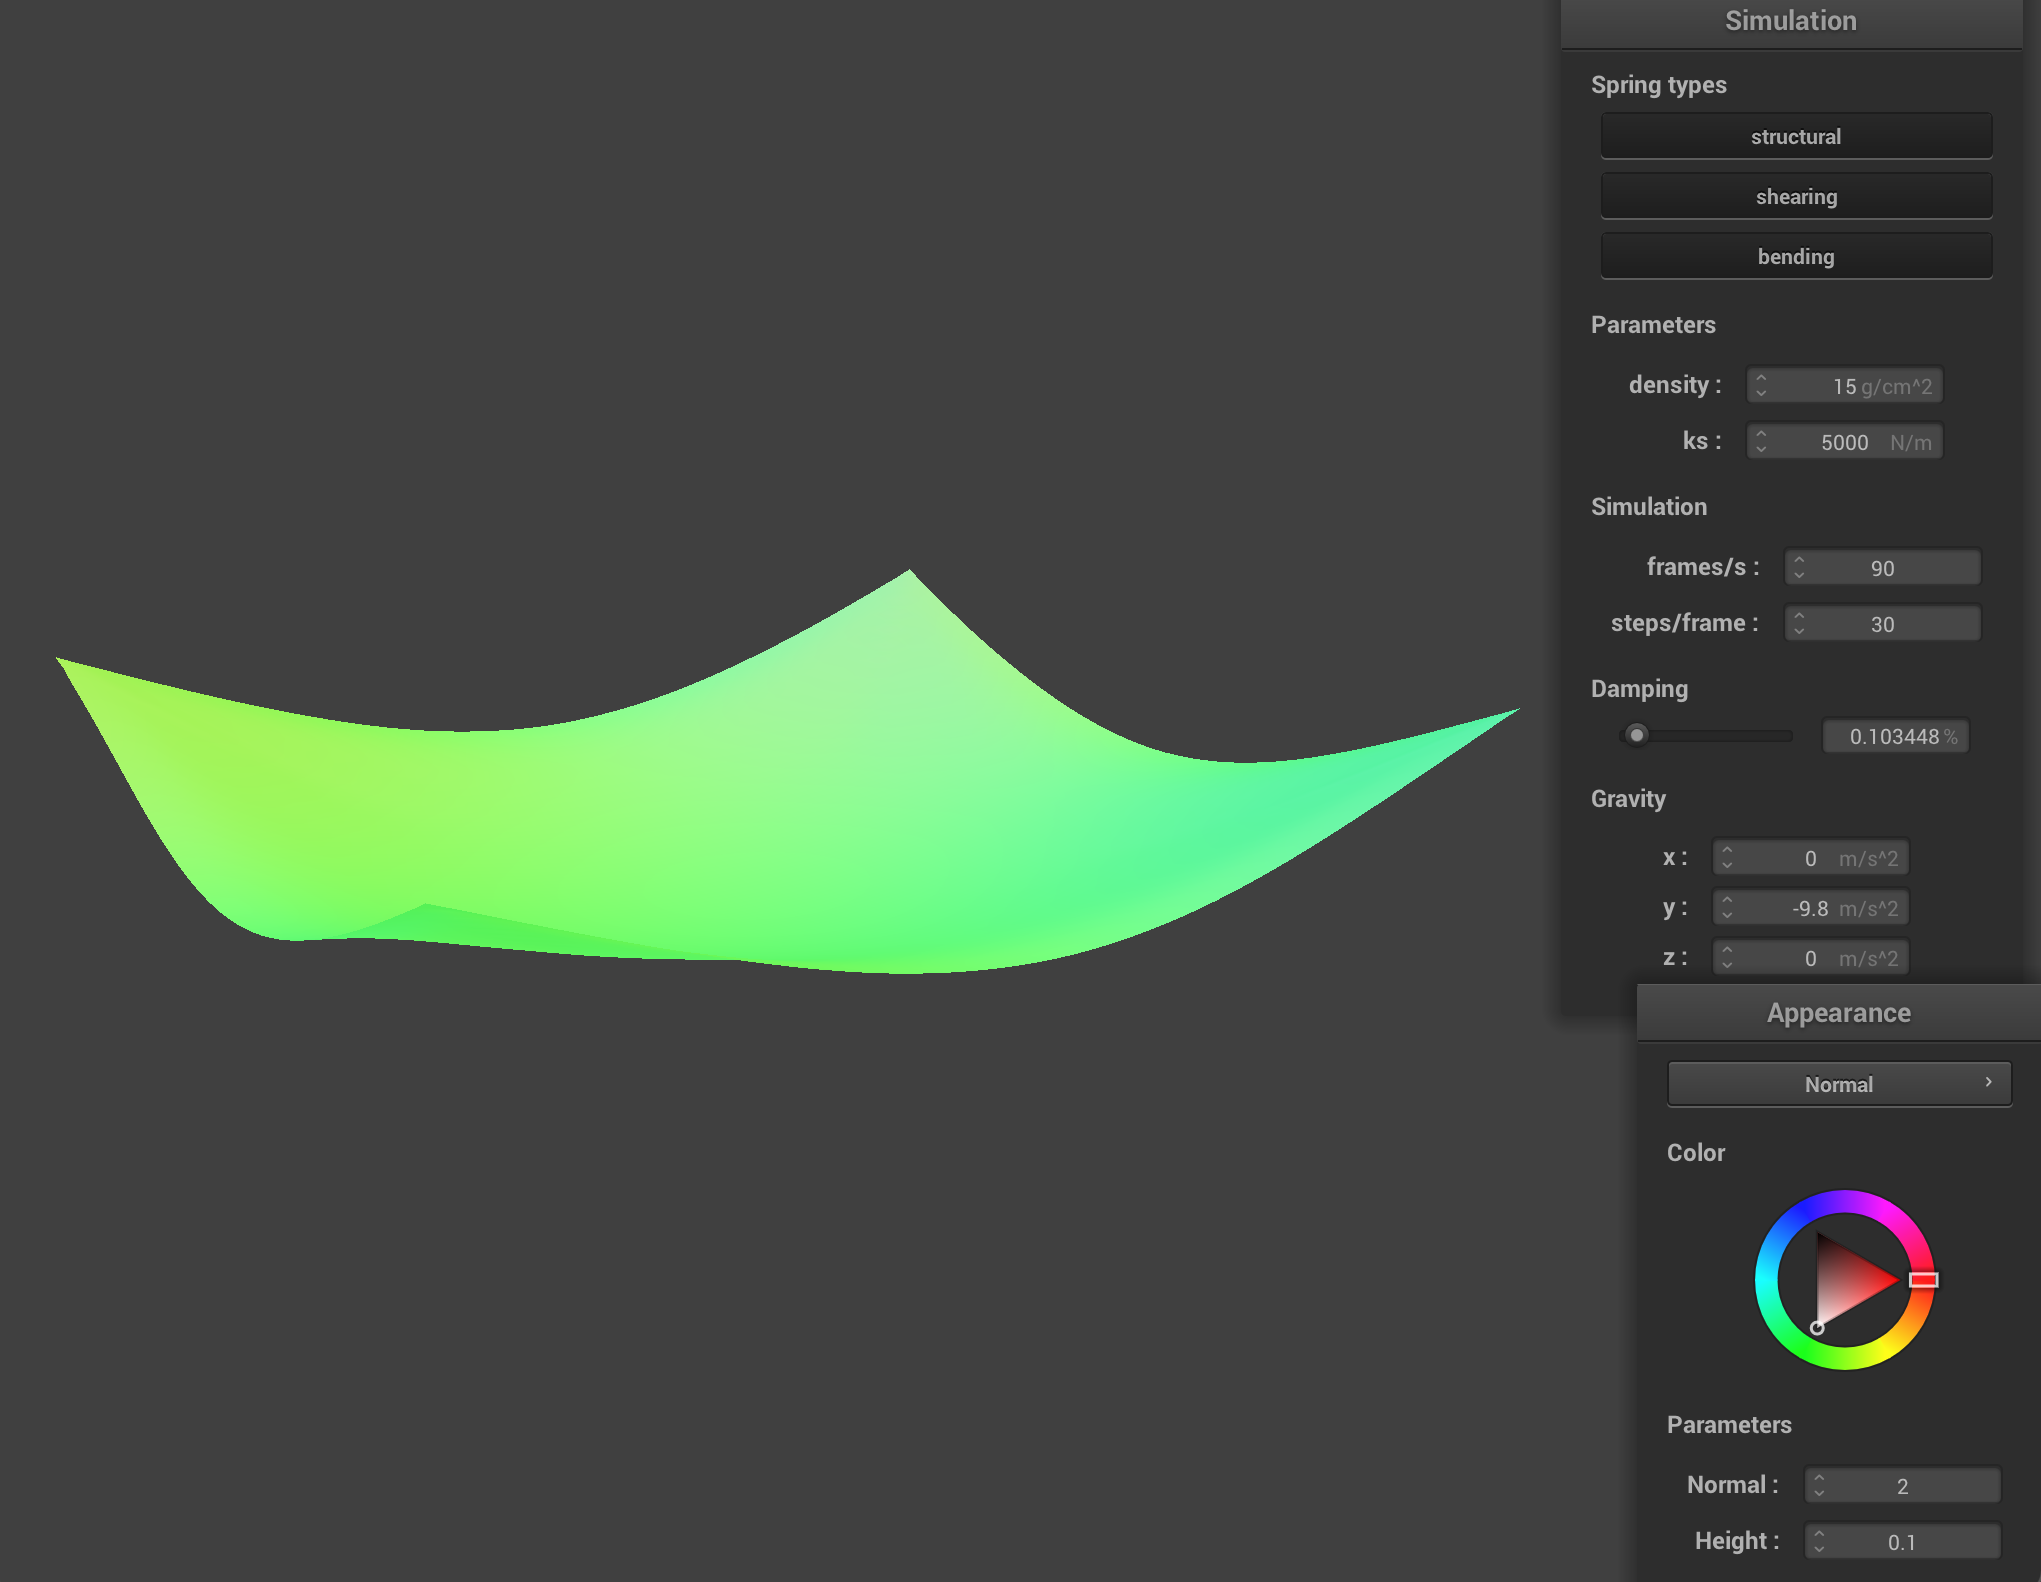 Simulation
Spring types
structural
shearing
bending
Parameters
density : 15 g/cm^2
ks : 5000 N/m
Simulation
frames/s : 90
steps/frame : 30
Damping
0.103448 %
Gravity
x : 0 m/s^2
y : -9.8 m/s^2
z : 0 m/s^2
Appearance
Normal
Color
Parameters
Normal : 2
Height : 0.1